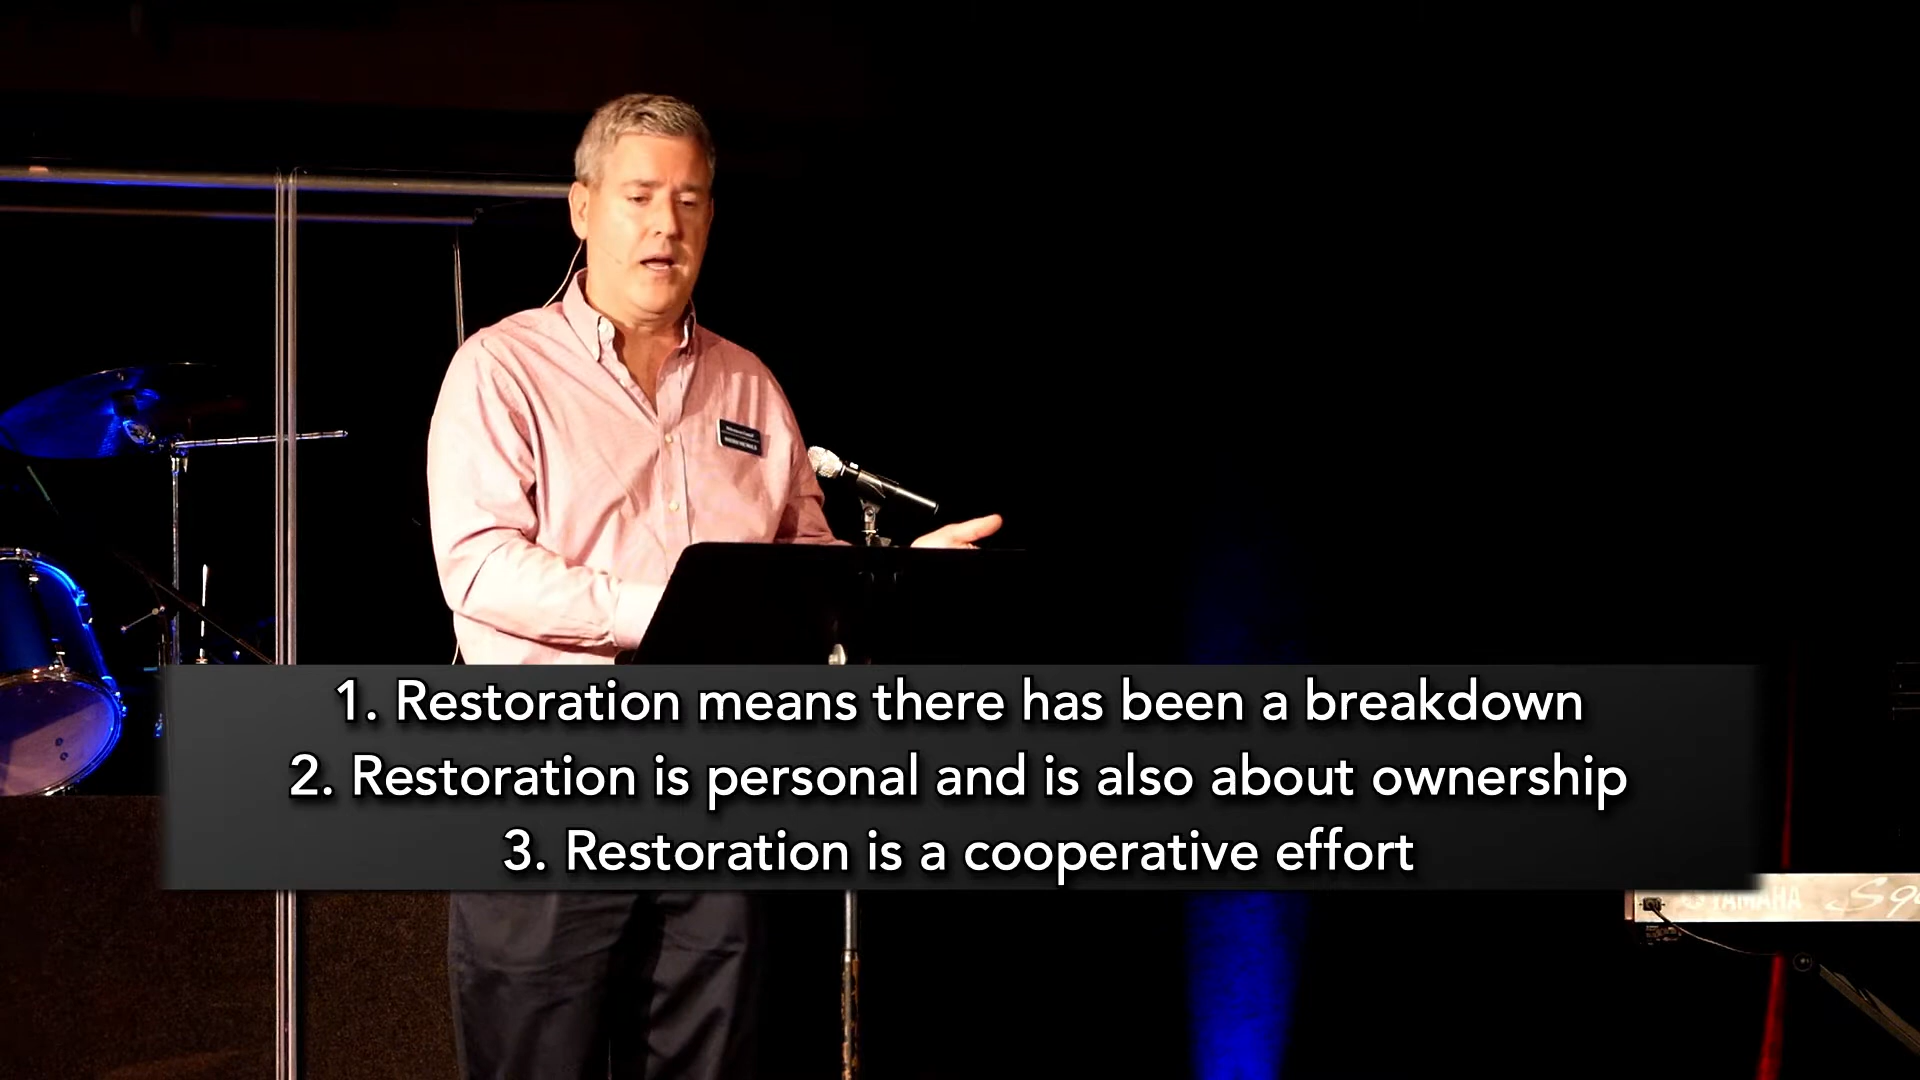 1. Restoration means there has been a breakdown
2. Restoration is personal and is also about ownership
3. Restoration is a cooperative effort
YAMAHA